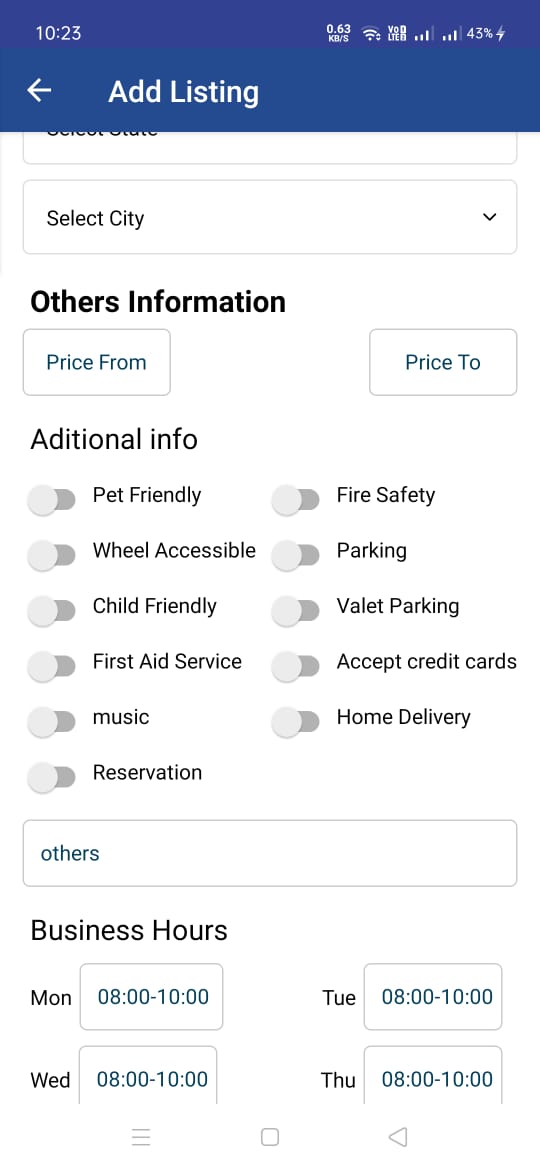 10:23
0.63 KB/S VoD LTE 43%
Add Listing
Select State
Select City
Others Information
Price From
Price To
Aditional info
Pet Friendly
Fire Safety
Wheel Accessible
Parking
Child Friendly
Valet Parking
First Aid Service
Accept credit cards
music
Home Delivery
Reservation
others
Business Hours
Mon 08:00-10:00
Tue 08:00-10:00
Wed 08:00-10:00
Thu 08:00-10:00